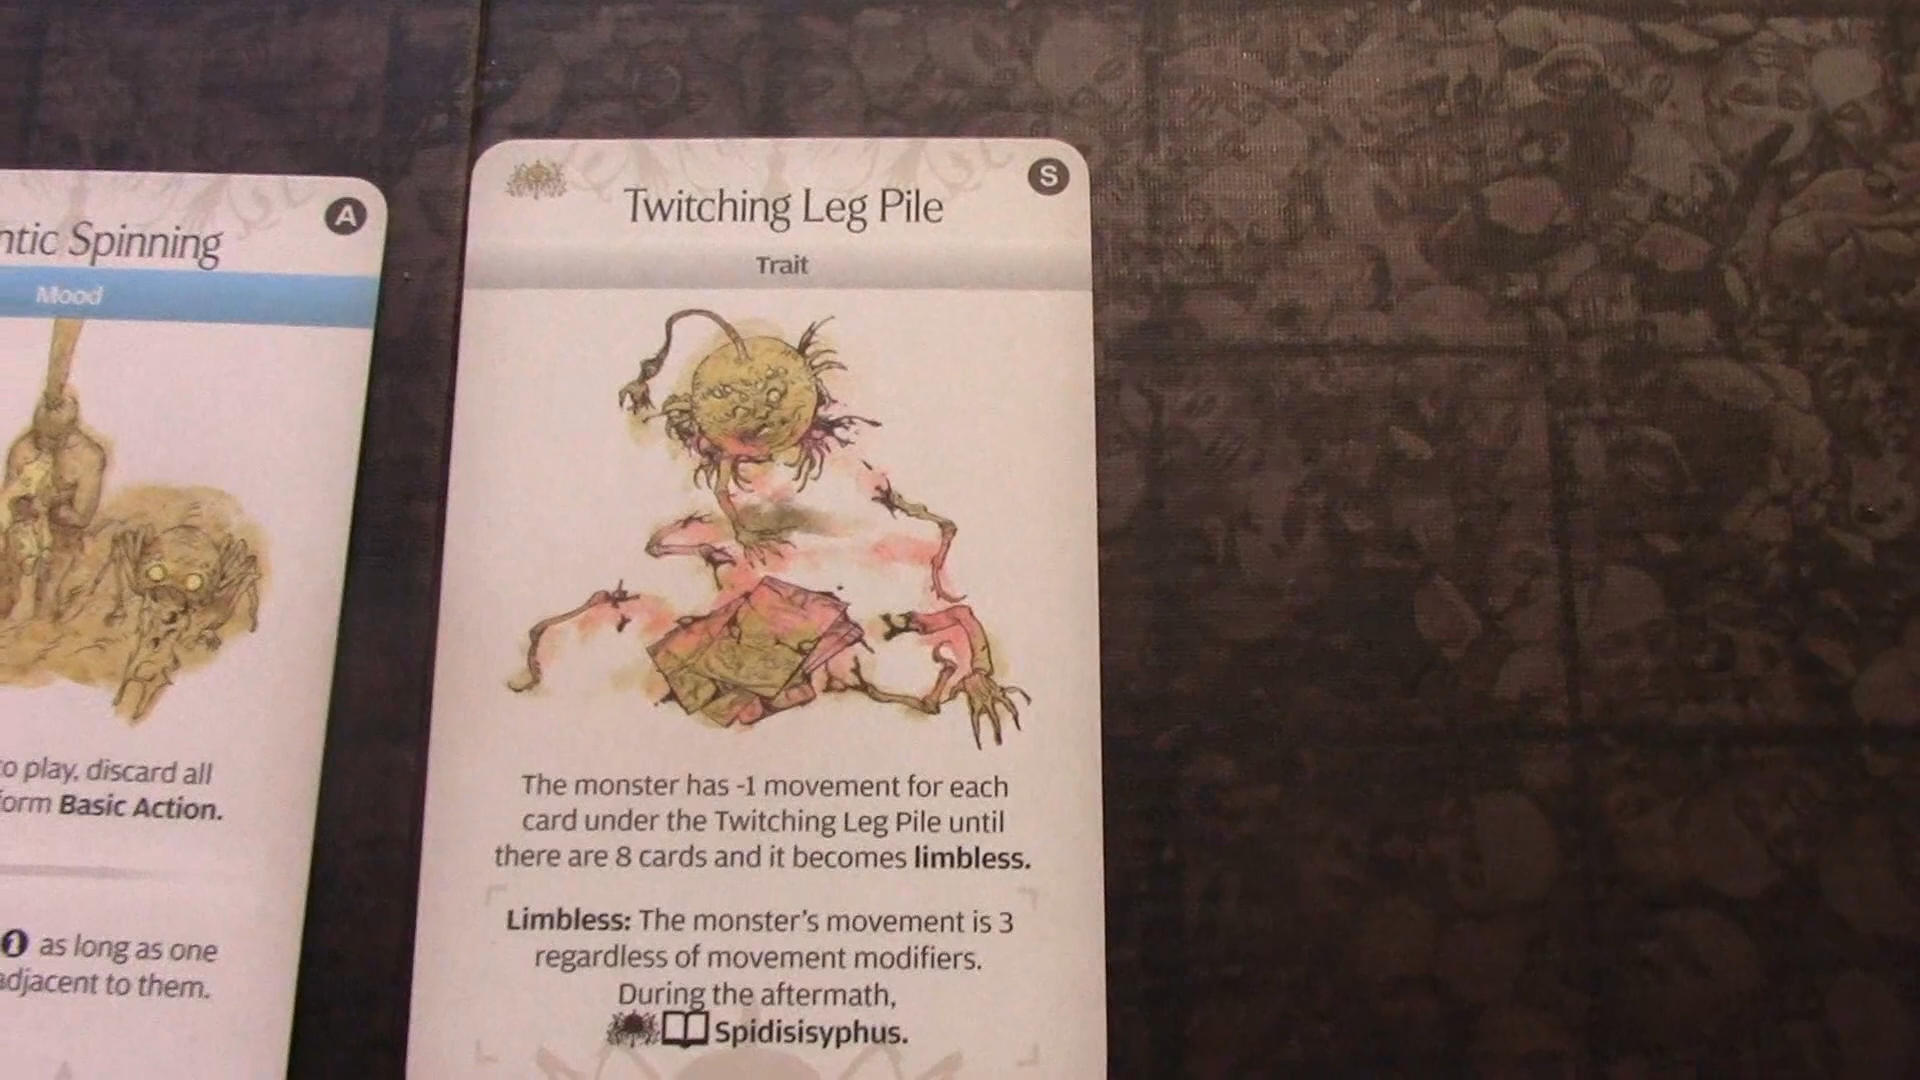 ntic Spinning
A
Mood
o play, discard all
form Basic Action.
as long as one
adjacent to them.
Twitching Leg Pile
S
Trait
The monster has -1 movement for each
card under the Twitching Leg Pile until
there are 8 cards and it becomes limbless.
Limbless: The monster's movement is 3
regardless of movement modifiers.
During the aftermath,
Spidisisyphus.